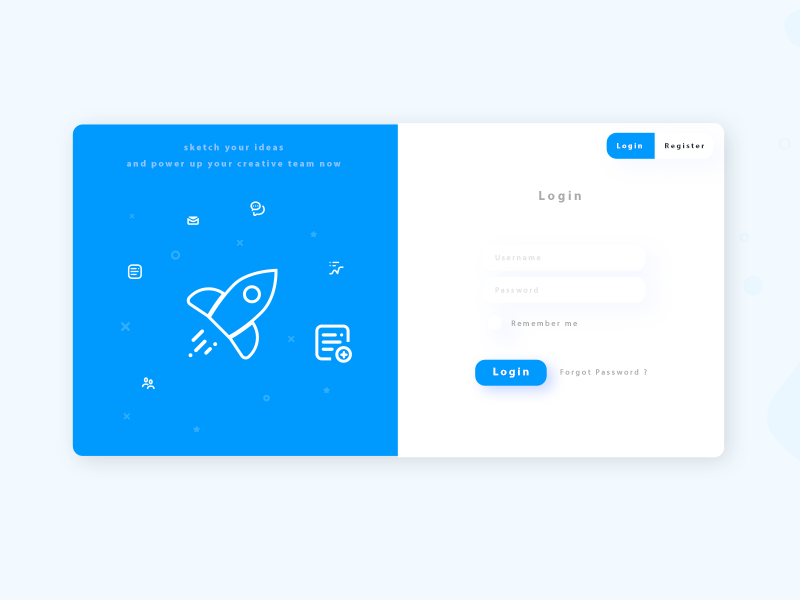 sketch your ideas
and power up your creative team now
Login Register
Login
Username
Password
Remember me
Login Forgot Password ?